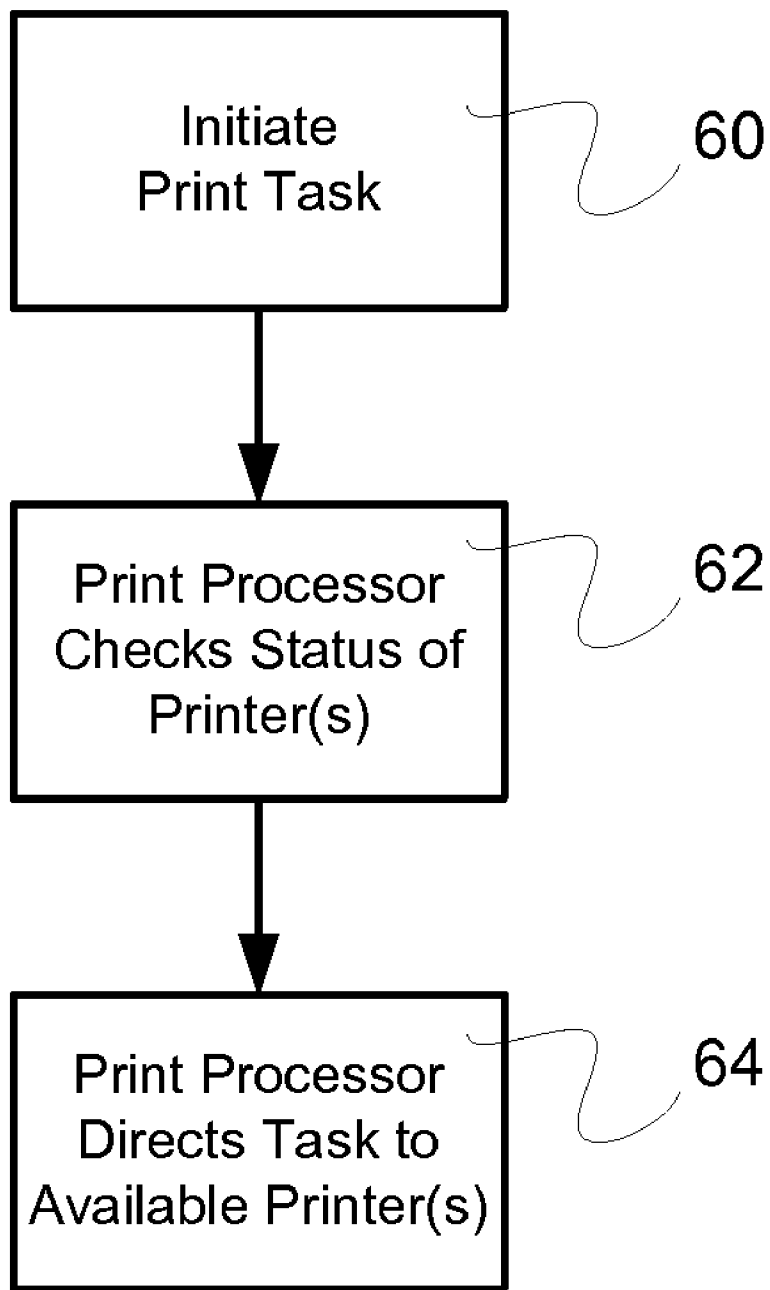 Initiate
Print Task
60
Print Processor
Checks Status of
Printer(s)
62
Print Processor
Directs Task to
Available Printer(s)
64